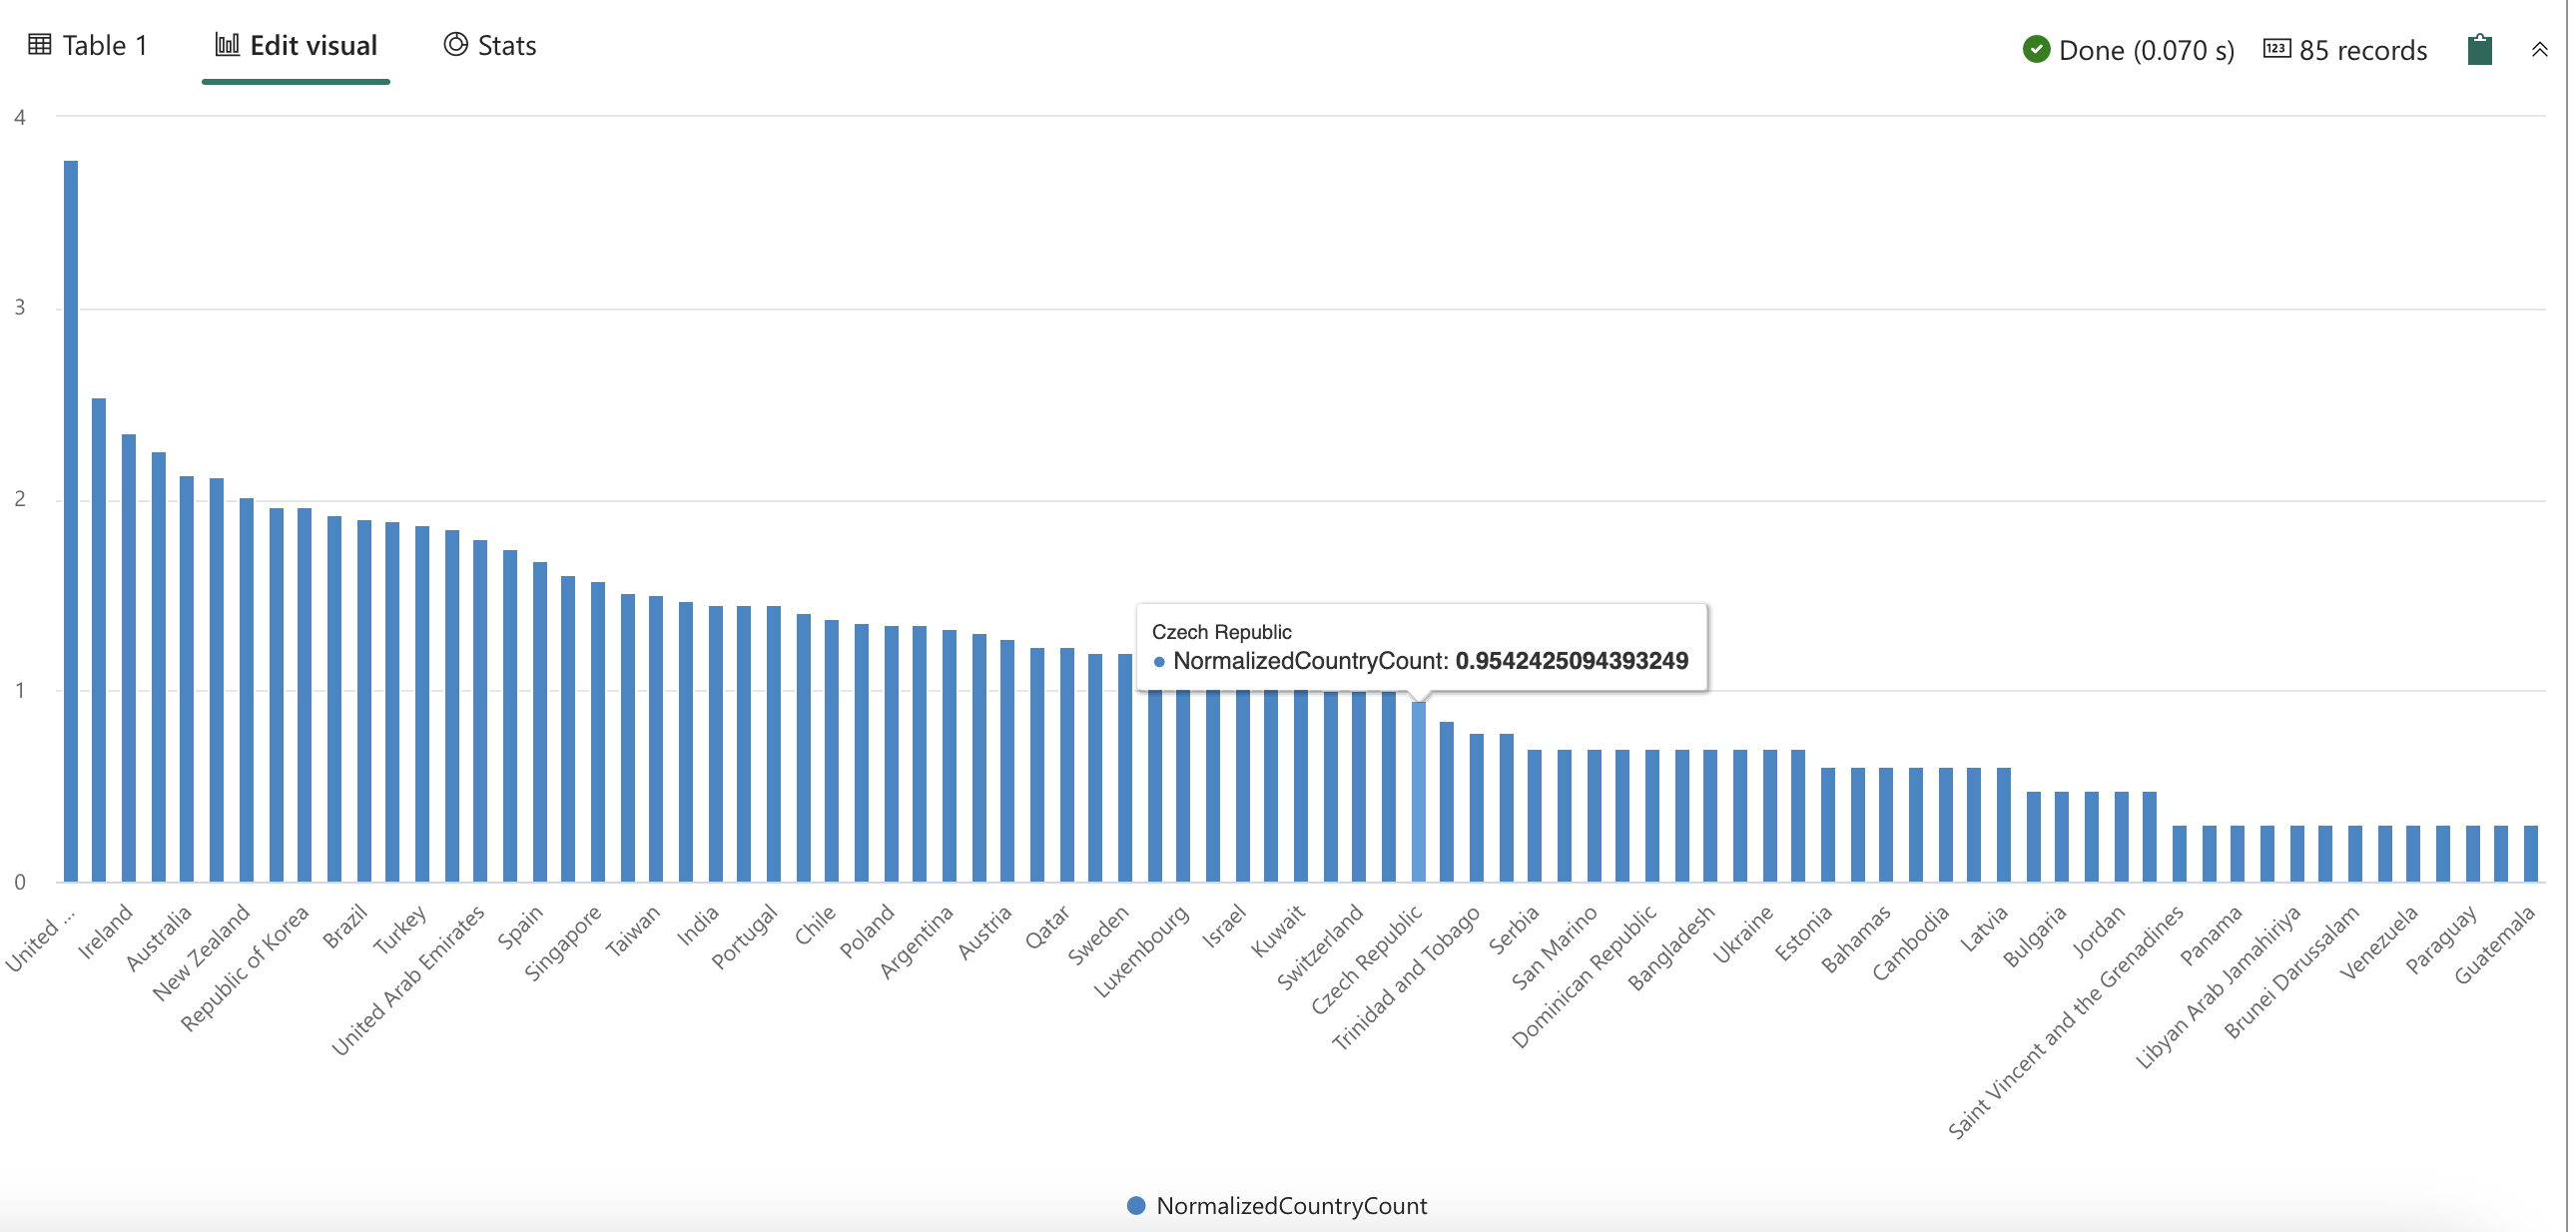 Table 1
Edit visual
Stats
Done (0.070 s)
123
85 records
4
3
2
1
0
Czech Republic
NormalizedCountryCount: 0.9542425094393249
United ...
Ireland
Australia
New Zealand
Republic of Korea
Brazil
Turkey
United Arab Emirates
Spain
Singapore
Taiwan
India
Portugal
Chile
Poland
Argentina
Austria
Qatar
Sweden
Luxembourg
Israel
Kuwait
Switzerland
Czech Republic
Trinidad and Tobago
Serbia
San Marino
Dominican Republic
Bangladesh
Ukraine
Estonia
Bahamas
Cambodia
Latvia
Bulgaria
Jordan
Saint Vincent and the Grenadines
Panama
Libyan Arab Jamahiriya
Brunei Darussalam
Venezuela
Paraguay
Guatemala
NormalizedCountryCount